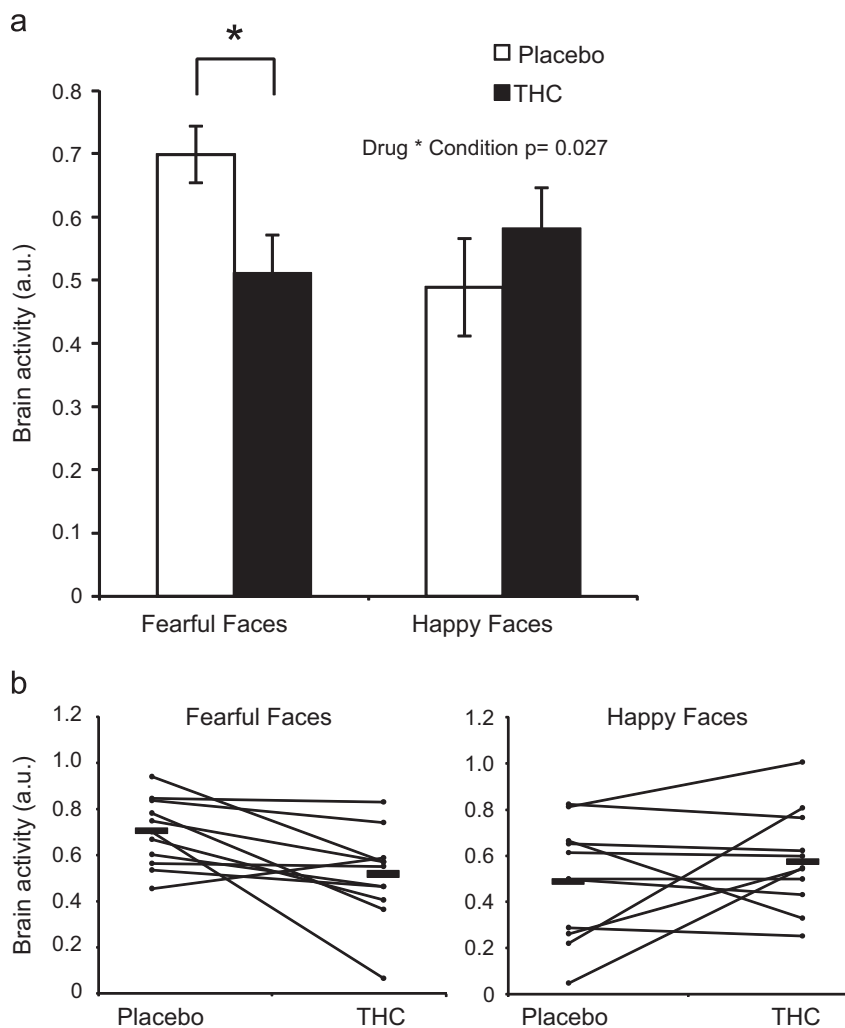 a
*
Placebo
THC
Drug * Condition p= 0.027
Brain activity (a.u.)
0.8
0.7
0.6
0.5
0.4
0.3
0.2
0.1
0
Fearful Faces Happy Faces
b
Fearful Faces
Brain activity (a.u.)
1.2
1.0
0.8
0.6
0.4
0.2
0
Placebo THC
Happy Faces
1.2
1.0
0.8
0.6
0.4
0.2
0
Placebo THC